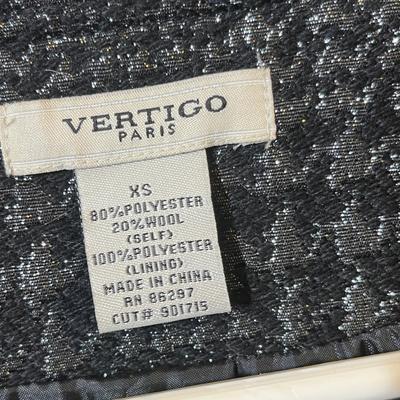 VERTIGO
PARIS
XS
80%POLYESTER
20%WOOL
(SELF)
100%POLYESTER
(LINING)
MADE IN CHINA
RN 86297
CUT# 901715